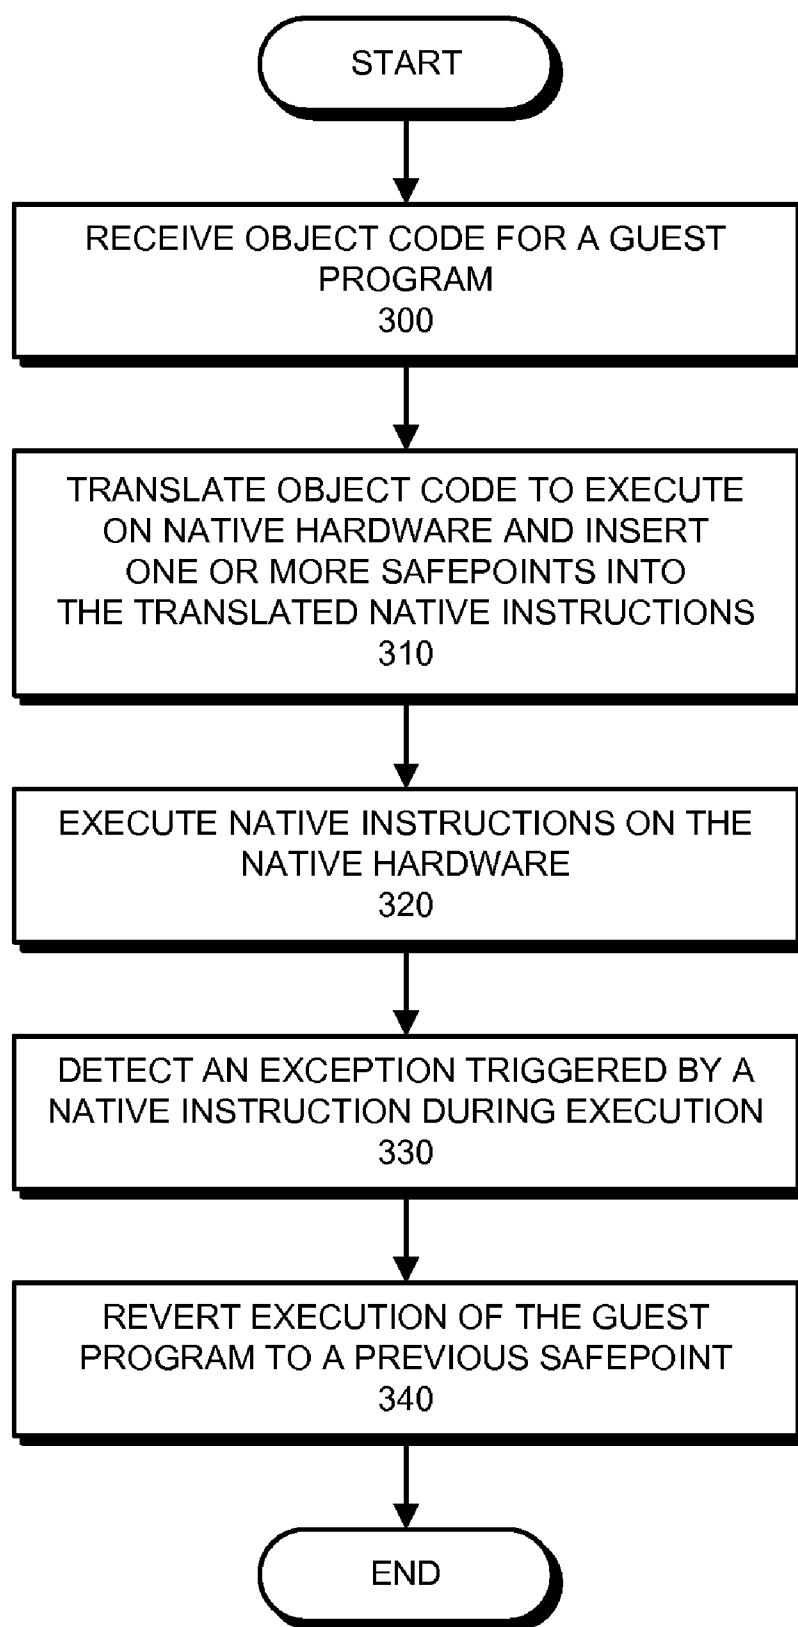 START
RECEIVE OBJECT CODE FOR A GUEST
PROGRAM
300
TRANSLATE OBJECT CODE TO EXECUTE
ON NATIVE HARDWARE AND INSERT
ONE OR MORE SAFEPOINTS INTO
THE TRANSLATED NATIVE INSTRUCTIONS
310
EXECUTE NATIVE INSTRUCTIONS ON THE
NATIVE HARDWARE
320
DETECT AN EXCEPTION TRIGGERED BY A
NATIVE INSTRUCTION DURING EXECUTION
330
REVERT EXECUTION OF THE GUEST
PROGRAM TO A PREVIOUS SAFEPOINT
340
END